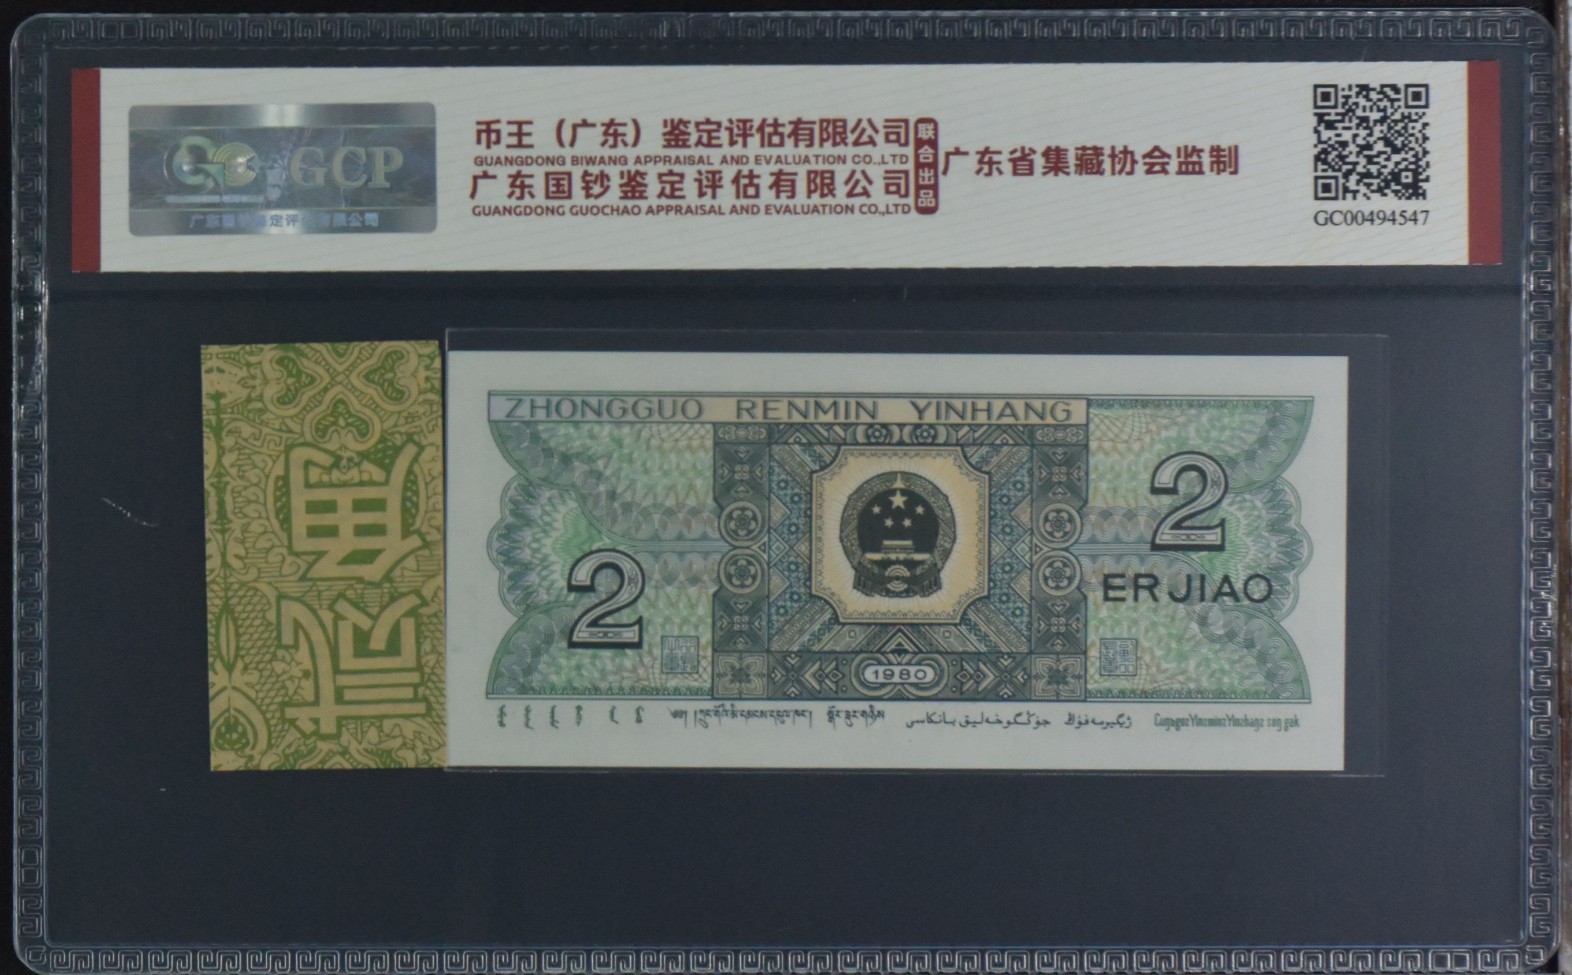 GCP
币王（广东）鉴定评估有限公司
GUANGDONG BIWANG APPRAISAL AND EVALUATION CO.,LTD
广东国钞鉴定评估有限公司
GUANGDONG GUOCHAO APPRAISAL AND EVALUATION CO.,LTD
联合出品
广东省集藏协会监制
GC00494547
ZHONGGUO RENMIN YINHANG
2
2
ERJIAO
1980